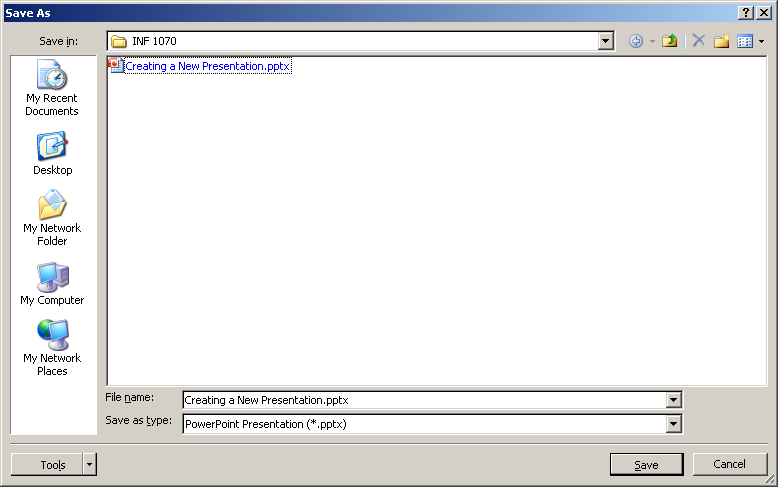 Save As
Save in:
INF 1070
Creating a New Presentation.pptx
My Recent
Documents
Desktop
My Network
Folder
My Computer
My Network
Places
File name:
Creating a New Presentation.pptx
Save as type:
PowerPoint Presentation (*.pptx)
Tools
Save
Cancel